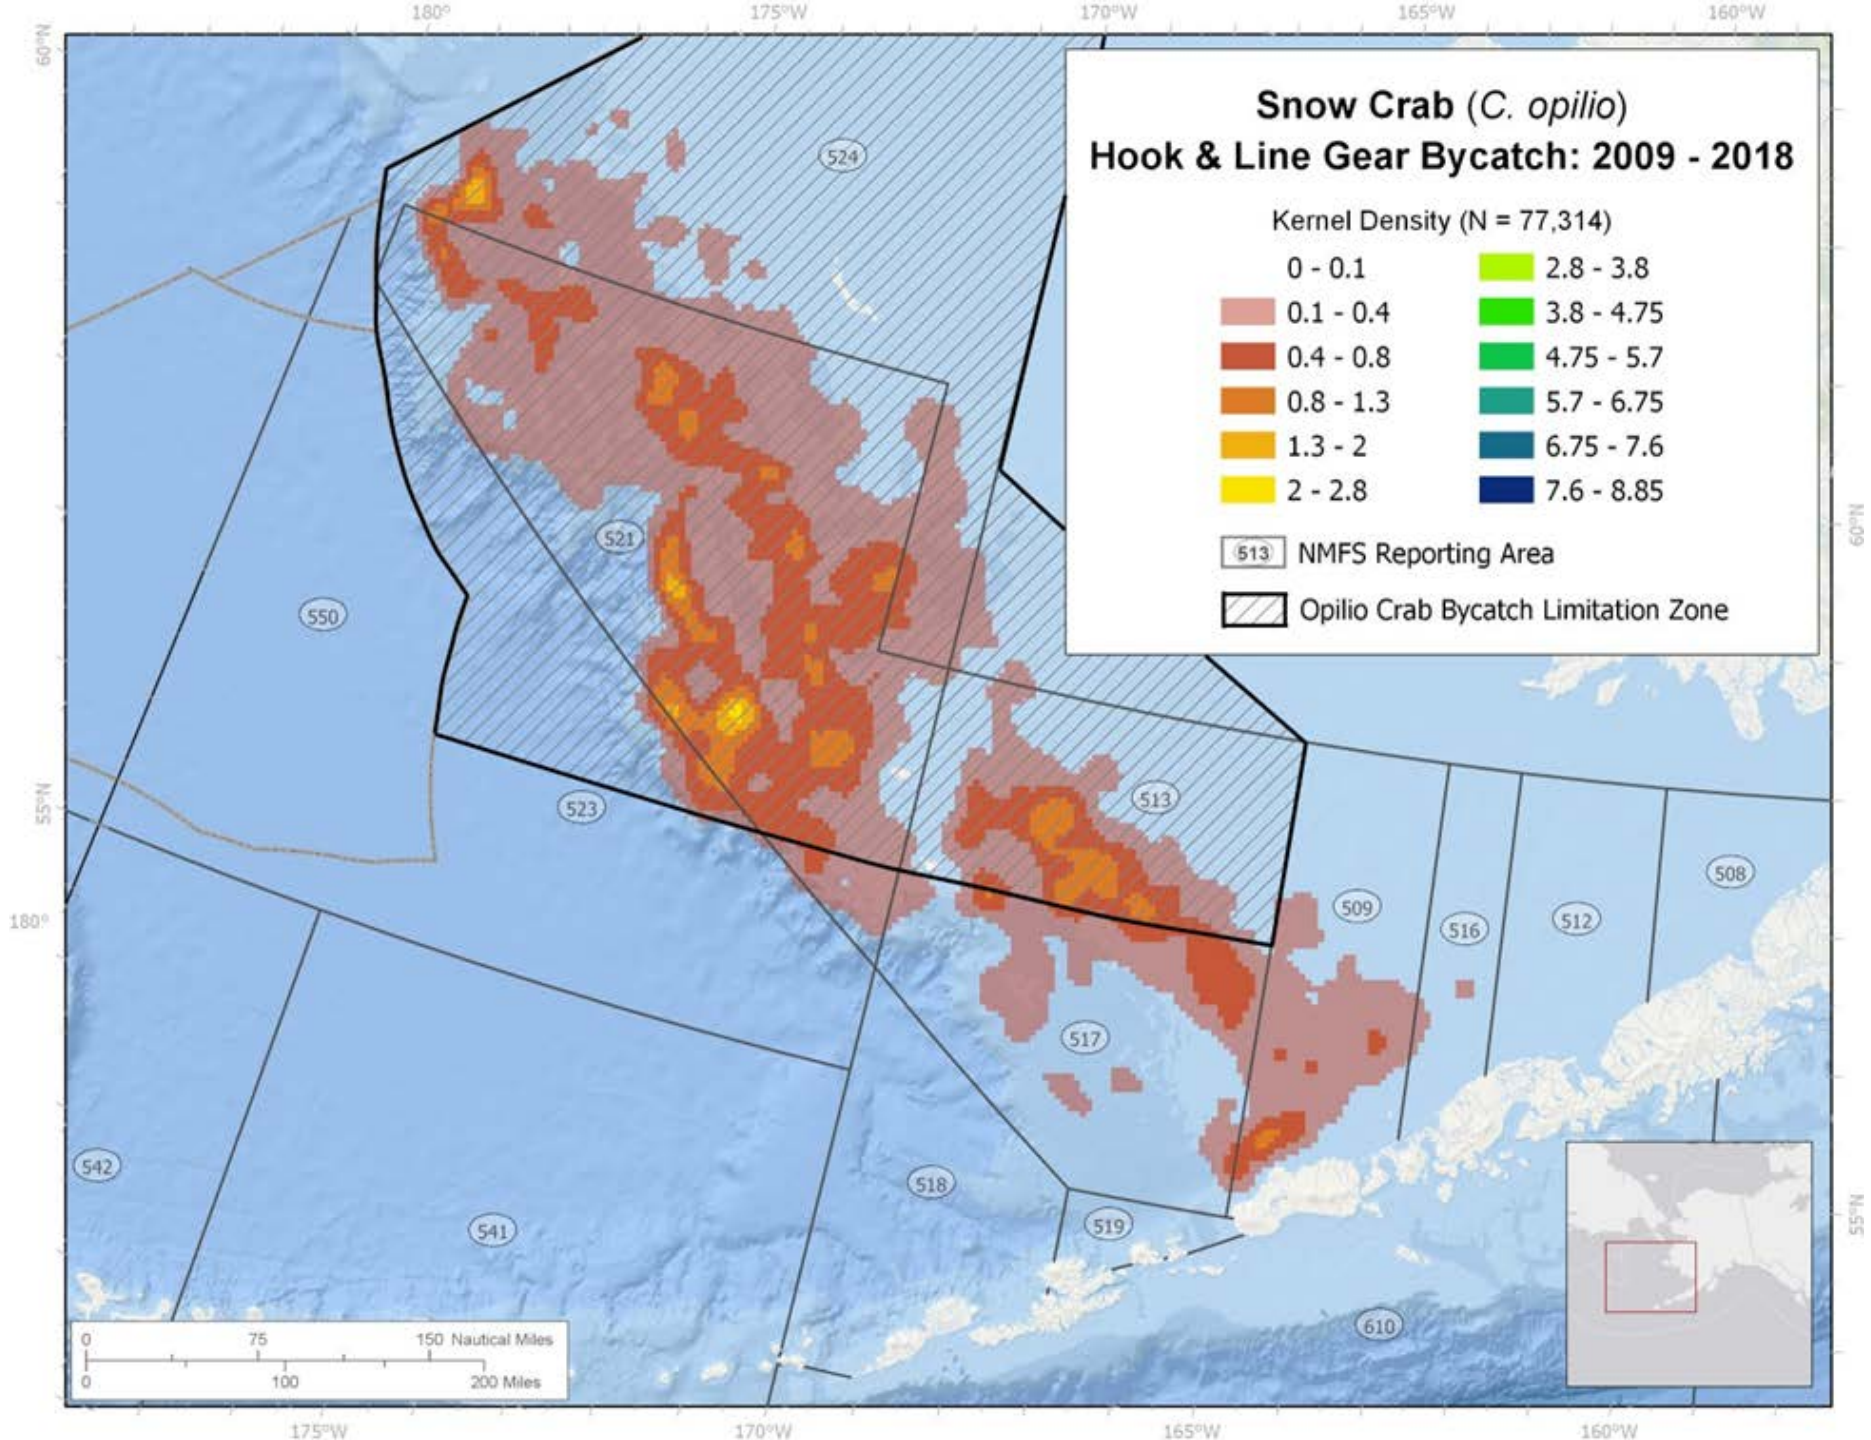 180° 175°W 170°W 165°W 160°W
60°N
Snow Crab (C. opilio)
Hook & Line Gear Bycatch: 2009 - 2018
Kernel Density (N = 77,314)
0 - 0.1
0.1 - 0.4
0.4 - 0.8
0.8 - 1.3
1.3 - 2
2 - 2.8
2.8 - 3.8
3.8 - 4.75
4.75 - 5.7
5.7 - 6.75
6.75 - 7.6
7.6 - 8.85
513 NMFS Reporting Area
Opilio Crab Bycatch Limitation Zone
524
521
60°N
550
513
523
55°N
508
509
516
512
180°
517
542
518
519
541
55°N
610
0 75 150 Nautical Miles
0 100 200 Miles
175°W 170°W 165°W 160°W